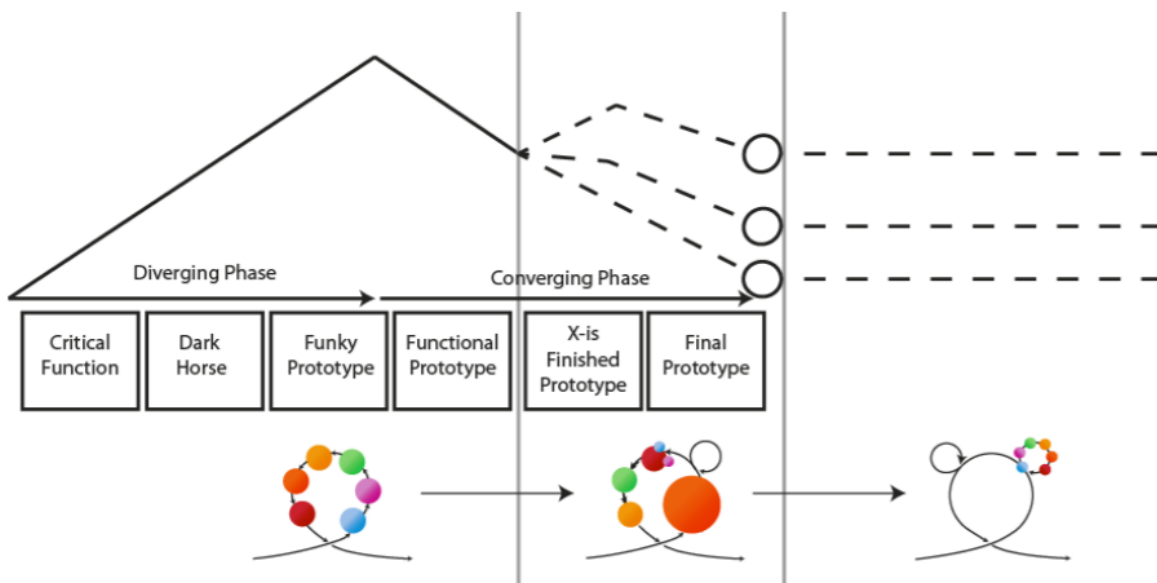 Diverging Phase
Converging Phase
Critical
Function
Dark
Horse
Funky
Prototype
Functional
Prototype
X-is
Finished
Prototype
Final
Prototype